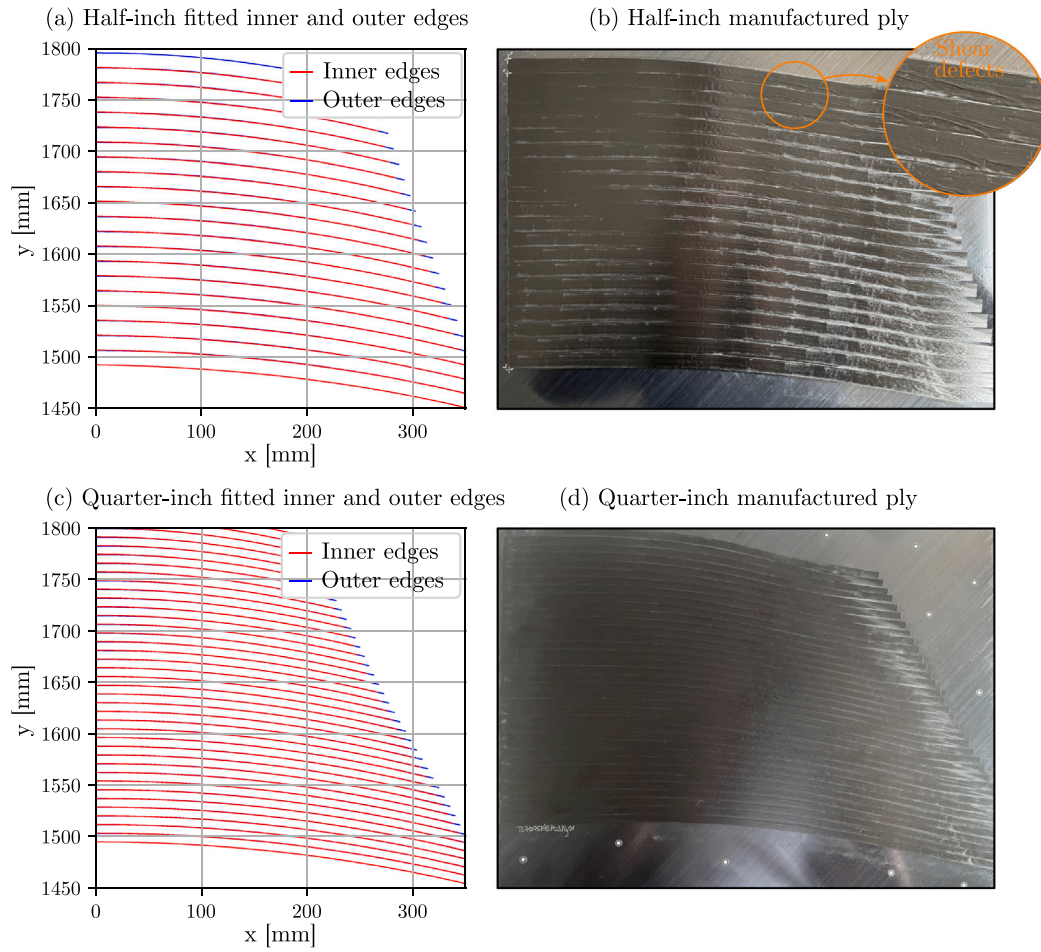 (a) Half-inch fitted inner and outer edges
1800
1750
1700
1650
1600
1550
1500
1450
y [mm]
0
100
200
300
x [mm]
Inner edges
Outer edges
(b) Half-inch manufactured ply
Shear
defects
(c) Quarter-inch fitted inner and outer edges
1800
1750
1700
1650
1600
1550
1500
1450
y [mm]
0
100
200
300
x [mm]
Inner edges
Outer edges
(d) Quarter-inch manufactured ply